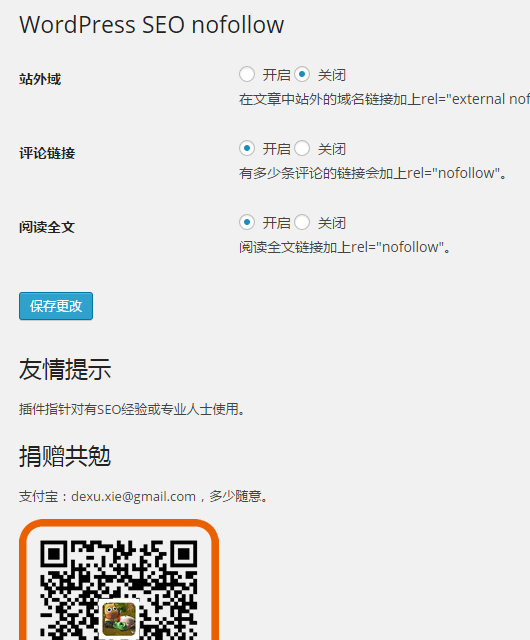 WordPress SEO nofollow
站外域
开启 关闭
在文章中站外的域名链接加上rel="external nof
评论链接
开启 关闭
有多少条评论的链接会加上rel="nofollow"。
阅读全文
开启 关闭
阅读全文链接加上rel="nofollow"。
保存更改
友情提示
插件指针对有SEO经验或专业人士使用。
捐赠共勉
支付宝：dexu.xie@gmail.com，多少随意。